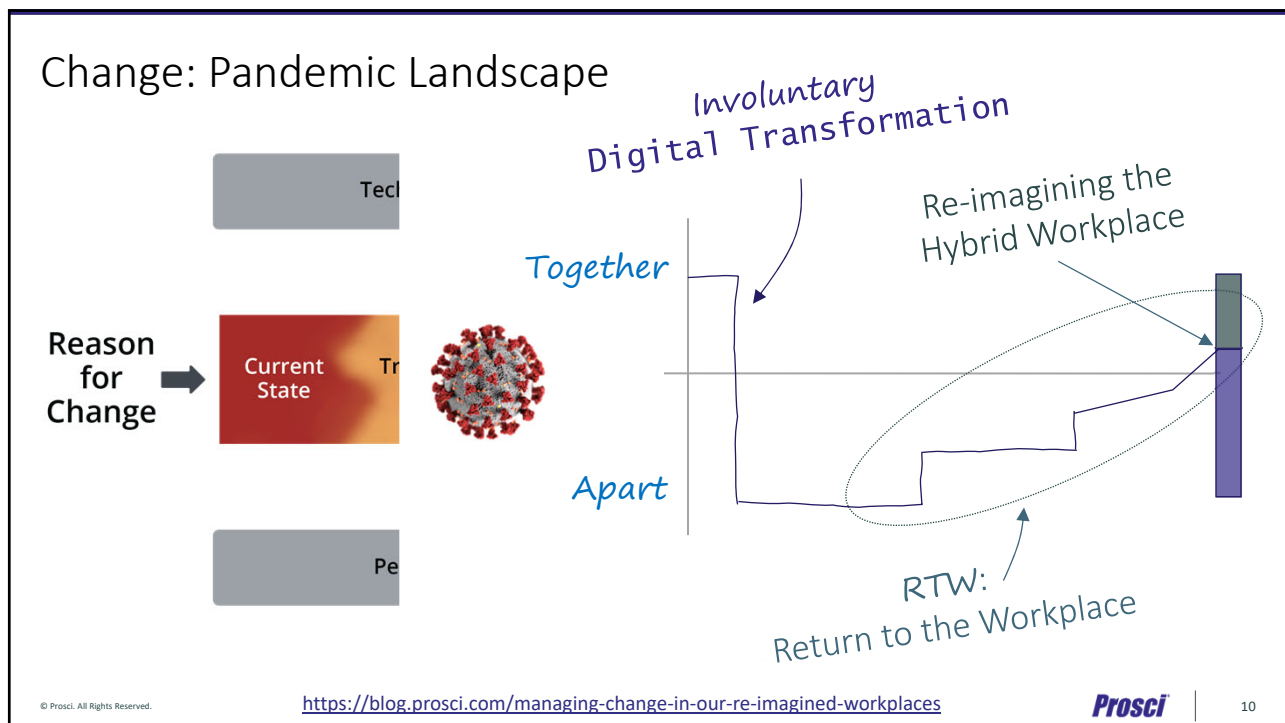 Change: Pandemic Landscape
Involuntary
Digital Transformation
Re-imagining the
Hybrid Workplace
Tech
Together
Reason
for
Change
Current
State
Tr
Apart
Pe
RTW:
Return to the Workplace
© Prosci. All Rights Reserved.
https://blog.prosci.com/managing-change-in-our-re-imagined-workplaces
Prosci
10